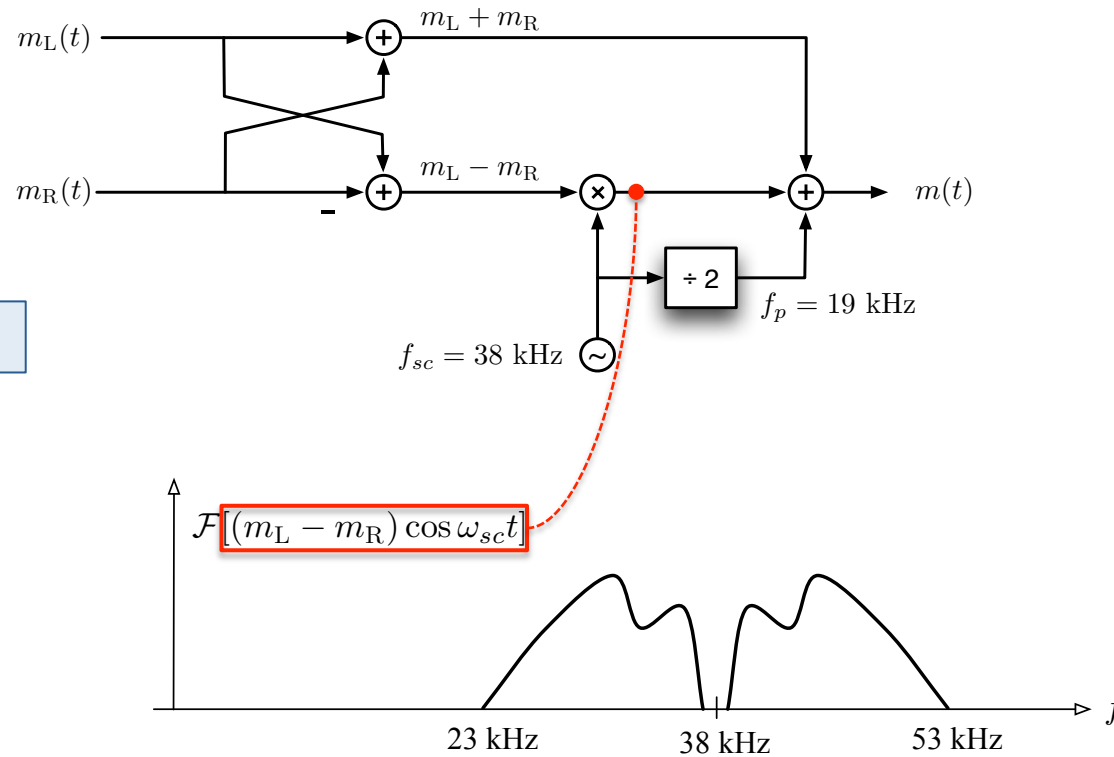 m_L(t)
m_L + m_R
+
m_R(t)
m_L − m_R
+
-
×
+
m(t)
÷ 2
f_p = 19 kHz
f_sc = 38 kHz
~
ℱ[(m_L − m_R) cos ω_sc t]
23 kHz
38 kHz
53 kHz